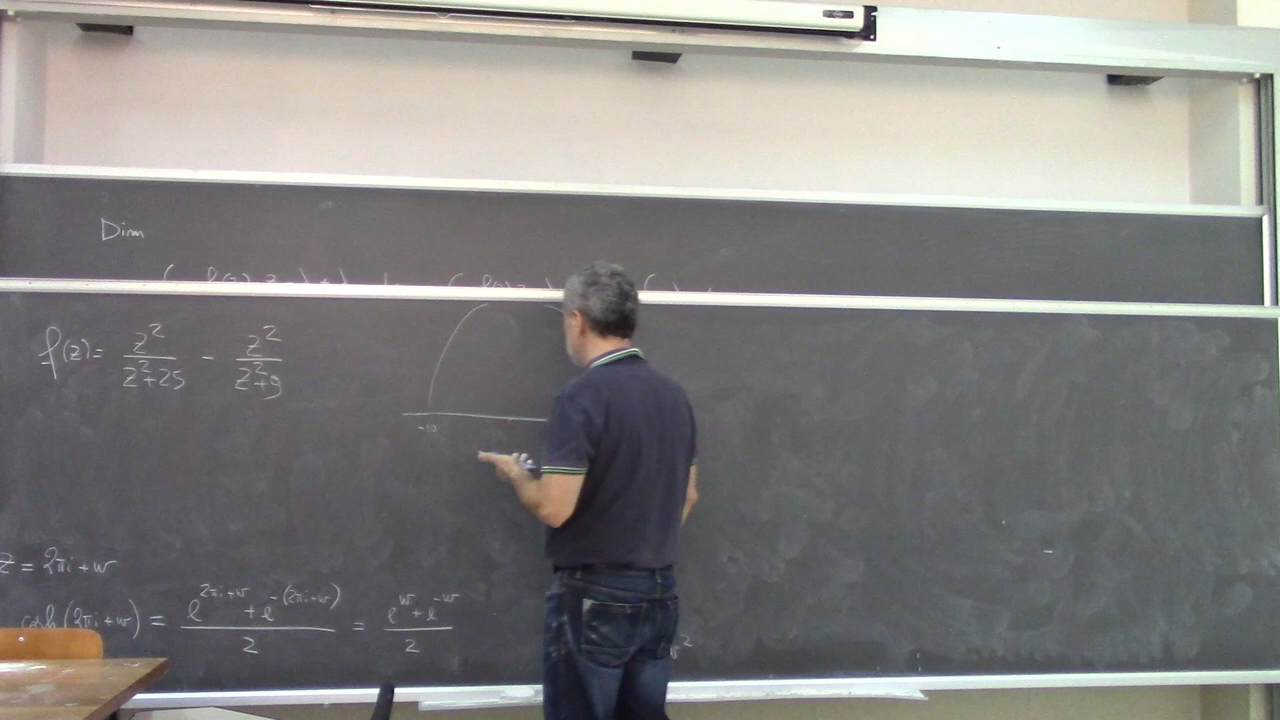 Dim
f(z) = z²/(z²+25) - z²/(z²+9)
-10
z = 2πi+w
cosh(2πi+w) = (e^(2πi+w) + e^-(2πi+w))/2 = (e^w + e^-w)/2